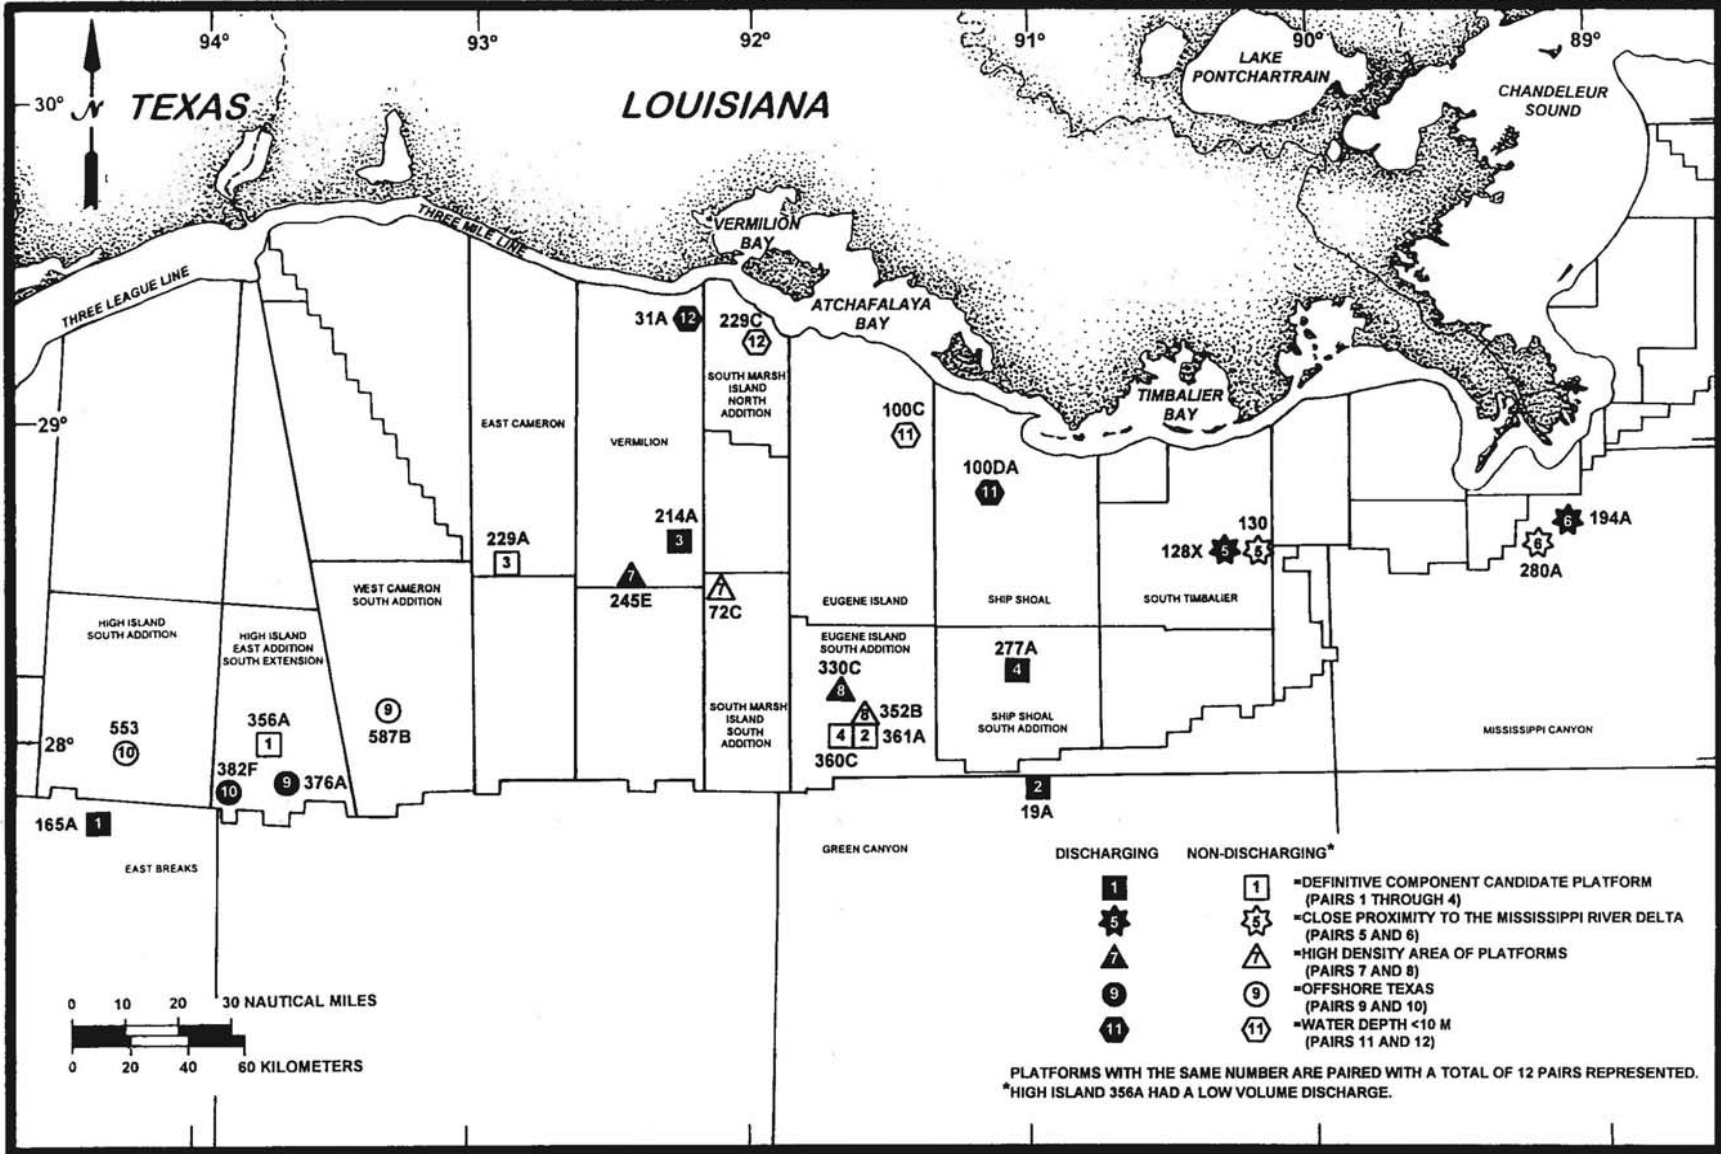 94°
93°
92°
91°
90°
89°
30°
N
TEXAS
LOUISIANA
LAKE
PONTCHARTRAIN
CHANDELEUR
SOUND
THREE MILE LINE
VERMILION
BAY
THREE LEAGUE LINE
ATCHAFALAYA
BAY
31A 12
229C
12
SOUTH MARSH
ISLAND
NORTH
ADDITION
TIMBALIER
BAY
29°
EAST CAMERON
VERMILION
100C
11
100DA
11
214A
3
229A
3
130
128X 5
5
6 194A
6
280A
7
245E
7
72C
WEST CAMERON
SOUTH ADDITION
EUGENE ISLAND
SHIP SHOAL
SOUTH TIMBALIER
HIGH ISLAND
SOUTH ADDITION
HIGH ISLAND
EAST ADDITION
SOUTH EXTENSION
EUGENE ISLAND
SOUTH ADDITION
330C
8
277A
4
553
10
356A
1
9
587B
SOUTH MARSH
ISLAND
SOUTH
ADDITION
8 352B
4 2 361A
360C
SHIP SHOAL
SOUTH ADDITION
MISSISSIPPI CANYON
28°
382F
10
9 376A
2
19A
165A 1
EAST BREAKS
GREEN CANYON
DISCHARGING NON-DISCHARGING*
1 1 =DEFINITIVE COMPONENT CANDIDATE PLATFORM
(PAIRS 1 THROUGH 4)
5 5 =CLOSE PROXIMITY TO THE MISSISSIPPI RIVER DELTA
(PAIRS 5 AND 6)
7 7 =HIGH DENSITY AREA OF PLATFORMS
(PAIRS 7 AND 8)
9 9 =OFFSHORE TEXAS
(PAIRS 9 AND 10)
11 11 =WATER DEPTH <10 M
(PAIRS 11 AND 12)
0 10 20 30 NAUTICAL MILES
0 20 40 60 KILOMETERS
PLATFORMS WITH THE SAME NUMBER ARE PAIRED WITH A TOTAL OF 12 PAIRS REPRESENTED.
*HIGH ISLAND 356A HAD A LOW VOLUME DISCHARGE.